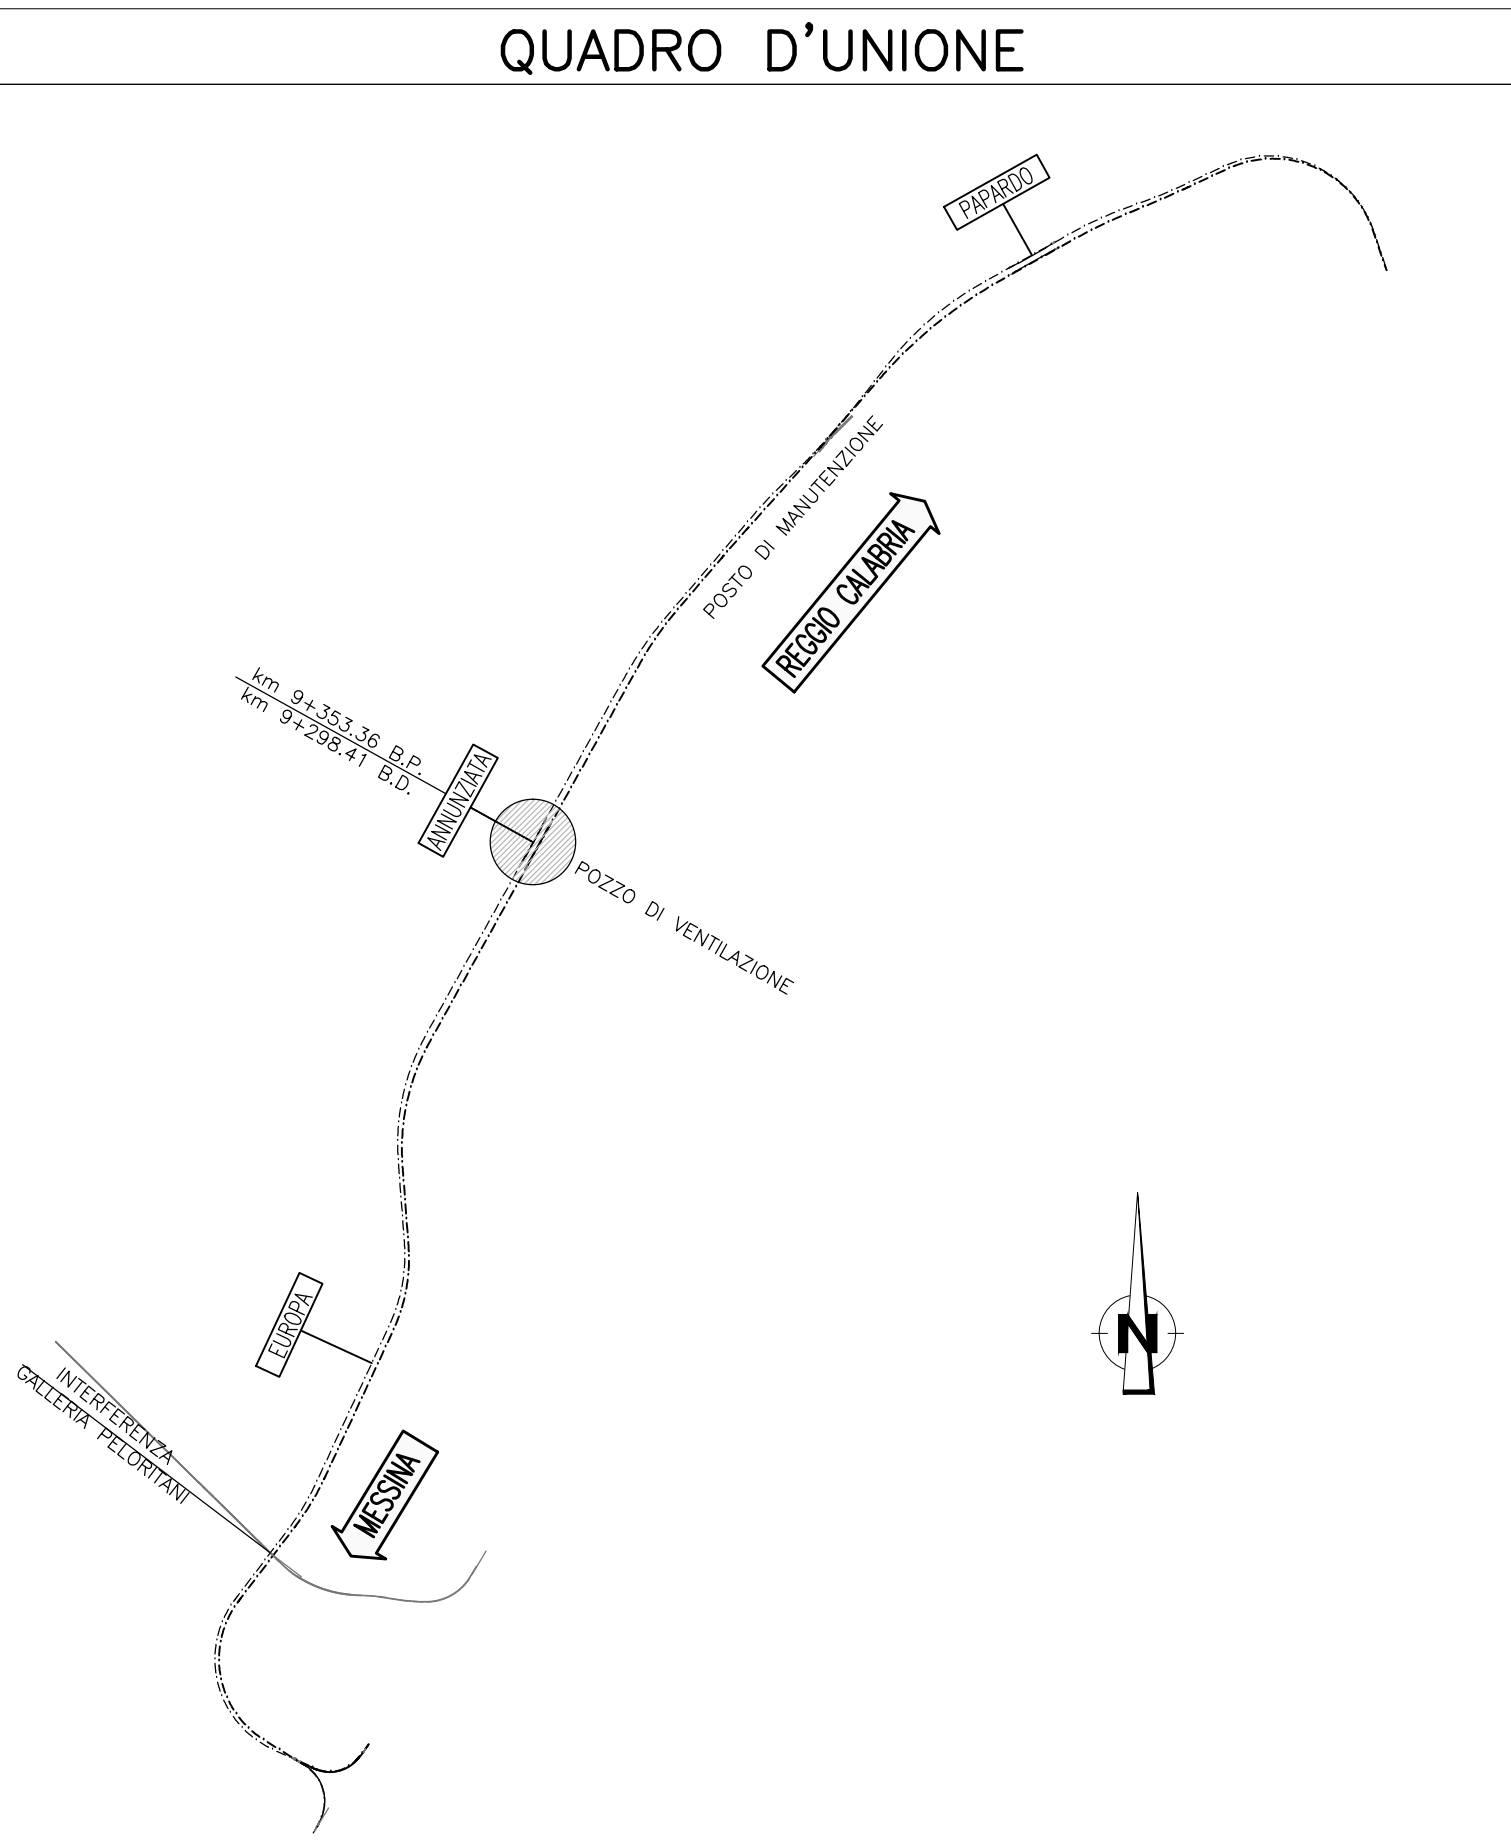 QUADRO D'UNIONE
PAPARDO
POSTO DI MANUTENZIONE
REGGIO CALABRIA
km 9+353.36 B.P.
km 9+298.41 B.D.
ANNUNZIATA
POZZO DI VENTILAZIONE
EUROPA
INTERFERENZA
GALLERIA PELORITANI
MESSINA
N